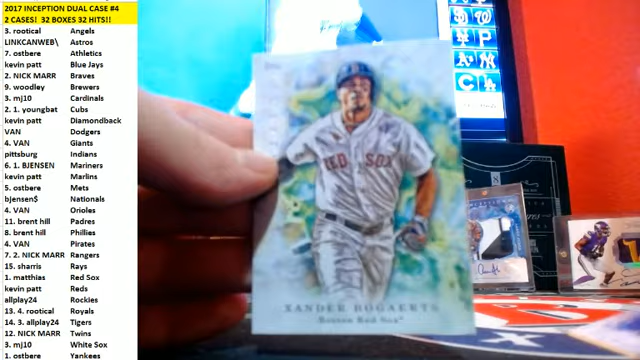 2017 INCEPTION DUAL CASE #4
2 CASES! 32 BOXES 32 HITS!!
3. rootical Angels
LINKCANWEB\ Astros
7. ostbere Athletics
kevin patt Blue Jays
2. NICK MARR Braves
9. woodley Brewers
3. mj10 Cardinals
2. 1. youngbat Cubs
kevin patt Diamondback
VAN Dodgers
4. VAN Giants
pittsburg Indians
6. 1. BJENSEN Mariners
kevin patt Marlins
5. ostbere Mets
bJensen$ Nationals
4. VAN Orioles
11. brent hill Padres
8. brent hill Phillies
4. VAN Pirates
7. 2. NICK MARR Rangers
15. sharris Rays
1. matthias Red Sox
kevin patt Reds
allplay24 Rockies
13. 4. rootical Royals
14. 3. allplay24 Tigers
12. NICK MARR Twins
3. mj10 White Sox
1. ostbere Yankees
RED SOX
XANDER BOGAERTS
Boston Red Sox